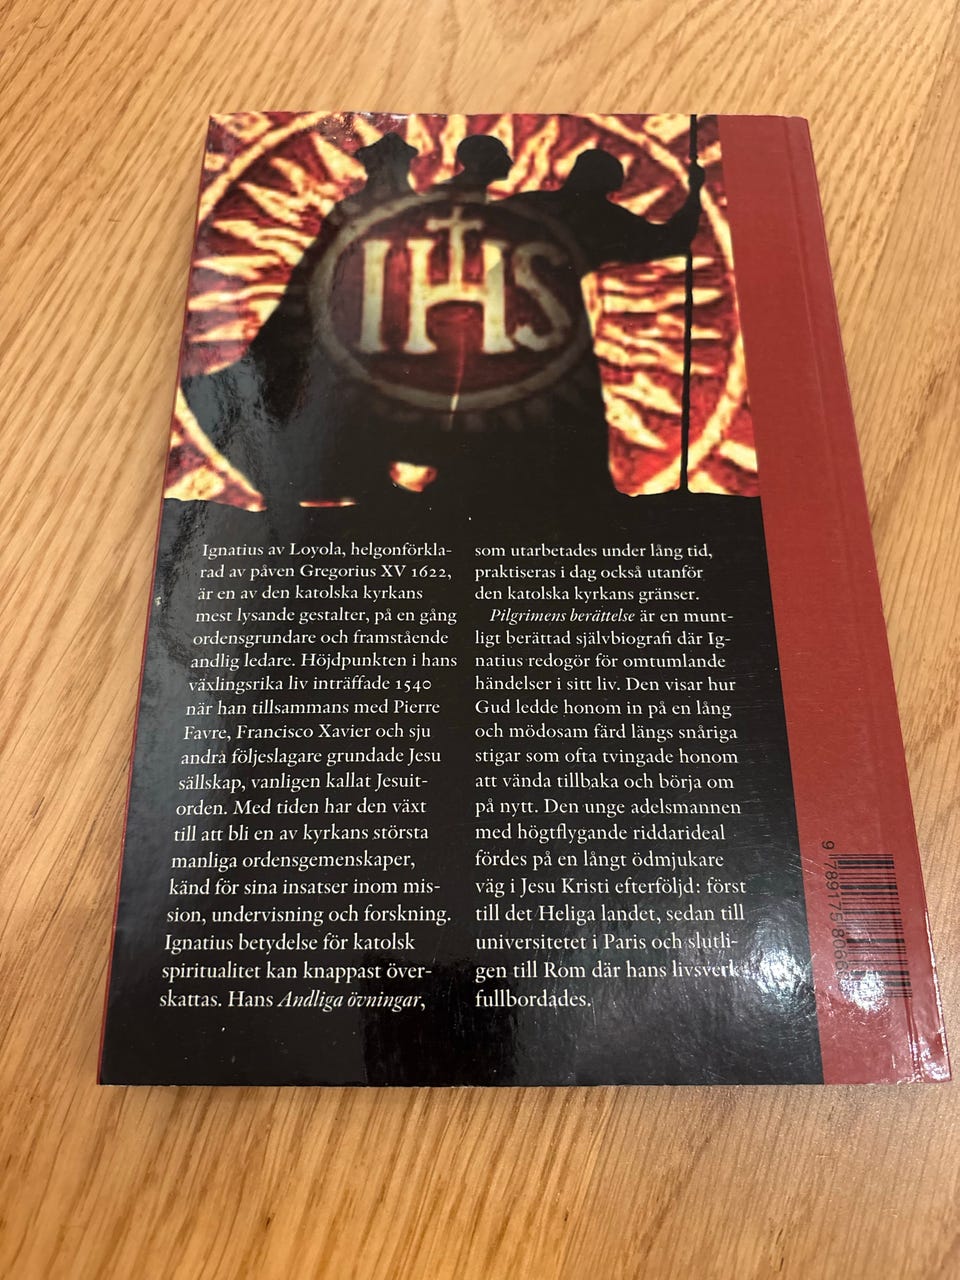 IHS
Ignatius av Loyola, helgonförkla-
rad av påven Gregorius XV 1622,
är en av den katolska kyrkans
mest lysande gestalter, på en gång
ordensgrundare och framstående
andlig ledare. Höjdpunkten i hans
växlingsrika liv inträffade 1540
när han tillsammans med Pierre
Favre, Francisco Xavier och sju
andra följeslagare grundade Jesu
sällskap, vanligen kallat Jesuit-
orden. Med tiden har den växt
till att bli en av kyrkans största
manliga ordensgemenskaper,
känd för sina insatser inom mis-
sion, undervisning och forskning.
Ignatius betydelse för katolsk
spiritualitet kan knappast över-
skattas. Hans Andliga övningar,
som utarbetades under lång tid,
praktiseras i dag också utanför
den katolska kyrkans gränser.
Pilgrimens berättelse är en munt-
ligt berättad självbiografi där Ig-
natius redogör för omtumlande
händelser i sitt liv. Den visar hur
Gud ledde honom in på en lång
och mödosam färd längs snåriga
stigar som ofta tvingade honom
att vända tillbaka och börja om
på nytt. Den unge adelsmannen
med högtflygande riddarideal
fördes på en långt ödmjukare
väg i Jesu Kristi efterföljd: först
till det Heliga landet, sedan till
universitetet i Paris och slutli-
gen till Rom där hans livsverk
fullbordades.